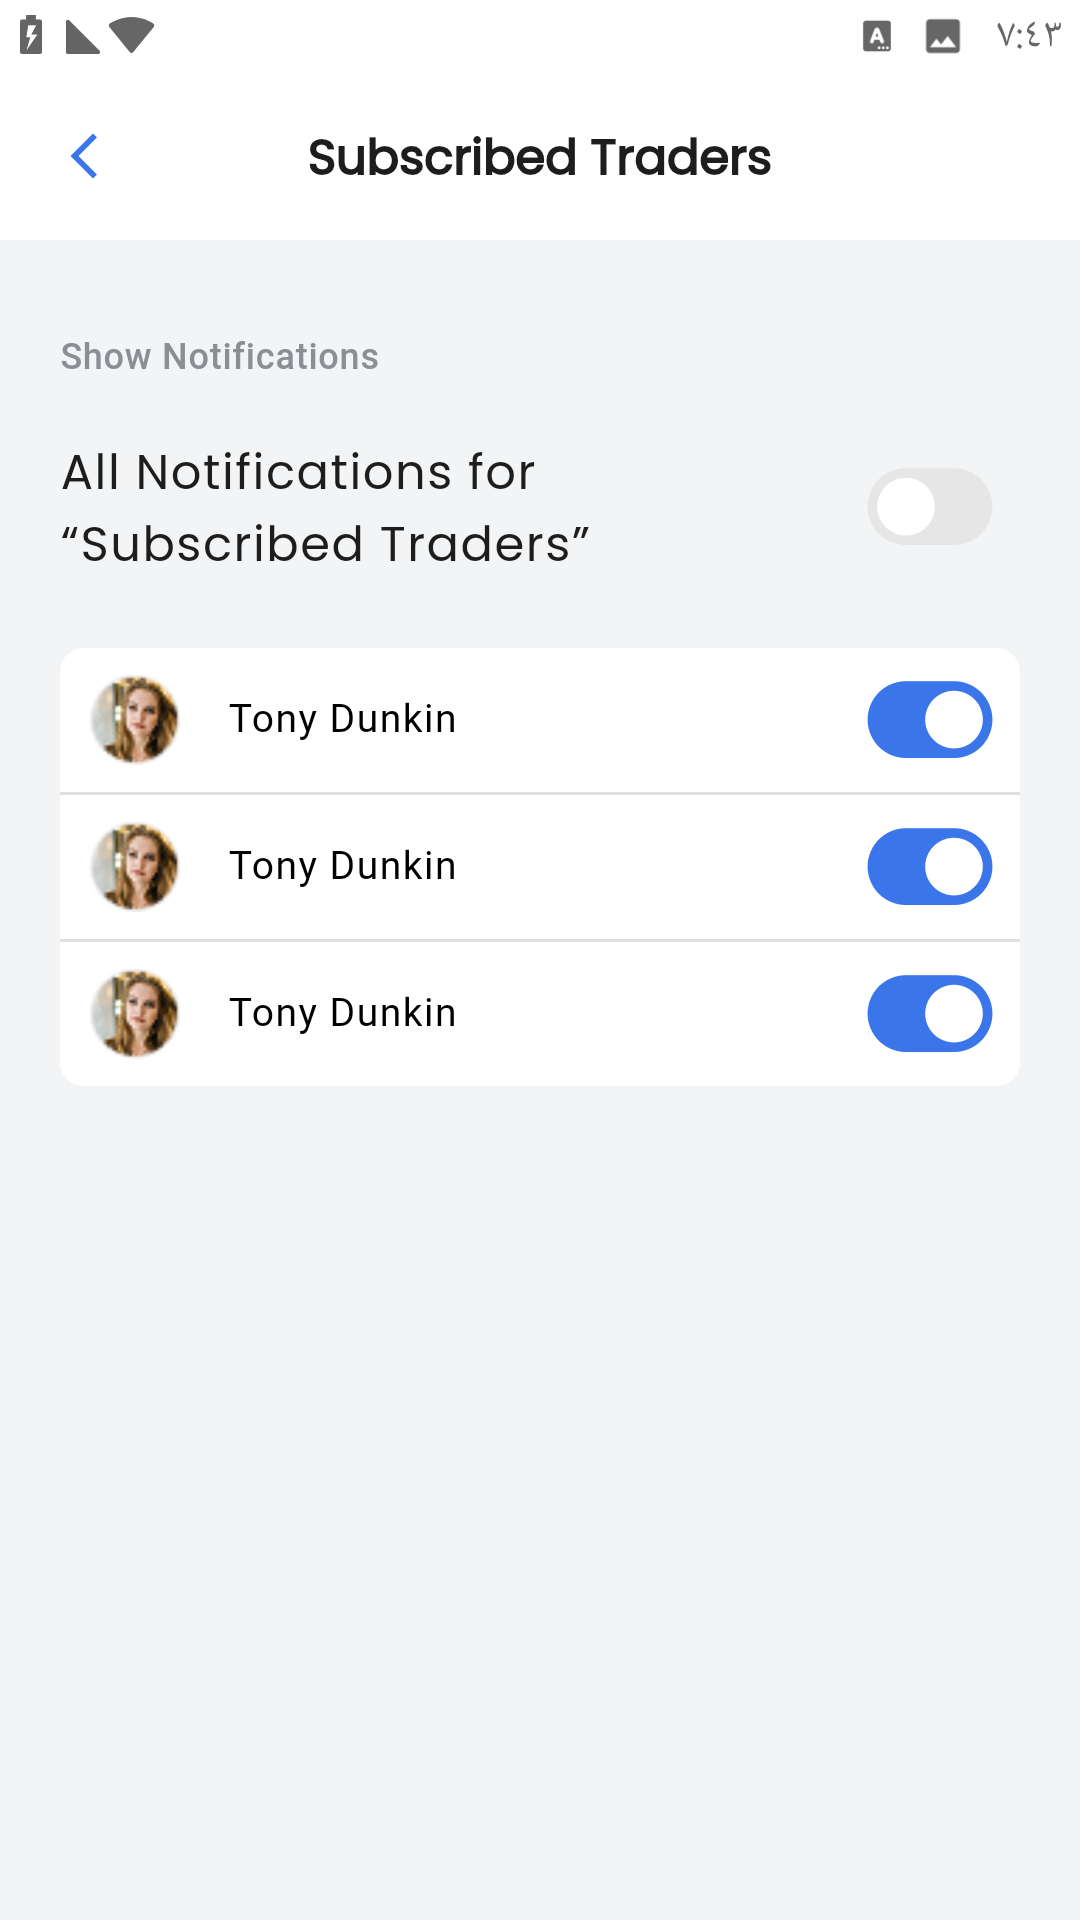 ٧:٤٣
Subscribed Traders
Show Notifications
All Notifications for
“Subscribed Traders”
Tony Dunkin
Tony Dunkin
Tony Dunkin